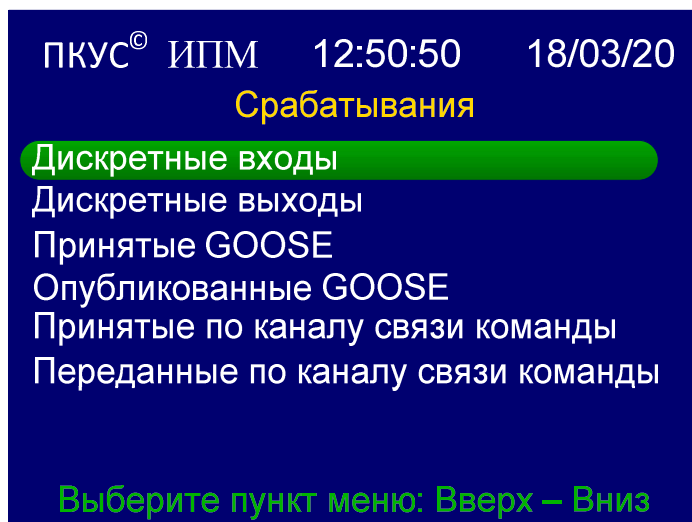 ПКУС© ИПМ 12:50:50 18/03/20
Срабатывания
Дискретные входы
Дискретные выходы
Принятые GOOSE
Опубликованные GOOSE
Принятые по каналу связи команды
Переданные по каналу связи команды
Выберите пункт меню: Вверх – Вниз